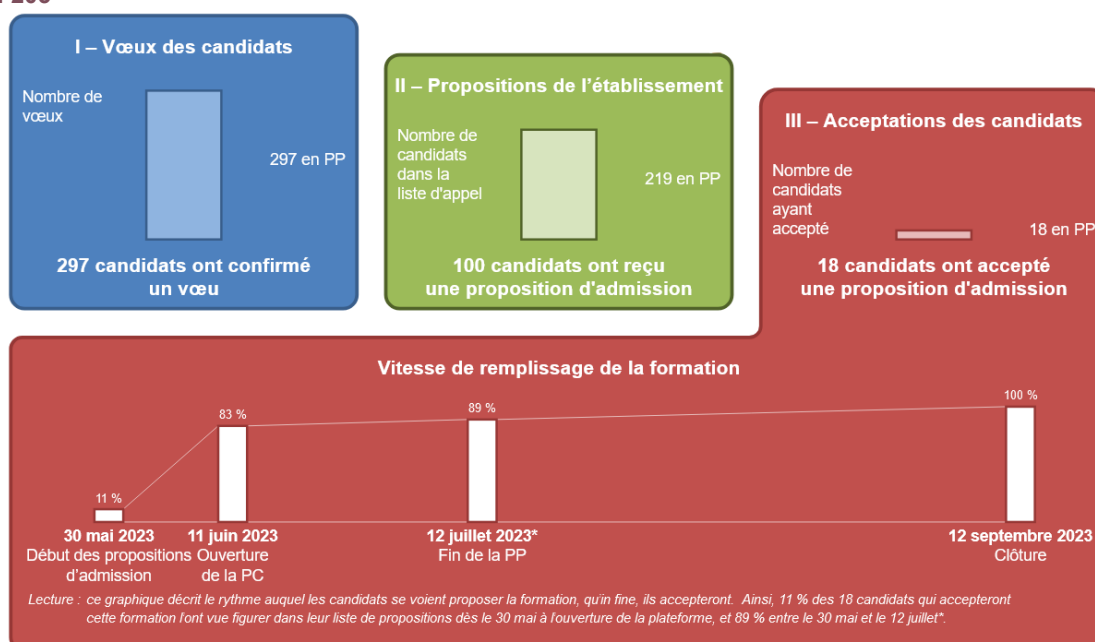 I – Vœux des candidats
Nombre de
vœux
297 en PP
297 candidats ont confirmé
un vœu
II – Propositions de l'établissement
Nombre de
candidats
dans la
liste d'appel
219 en PP
100 candidats ont reçu
une proposition d'admission
III – Acceptations des candidats
Nombre de
candidats
ayant
accepté
18 en PP
18 candidats ont accepté
une proposition d'admission
Vitesse de remplissage de la formation
11 %
83 %
89 %
100 %
30 mai 2023
Début des propositions
d'admission
11 juin 2023
Ouverture
de la PC
12 juillet 2023*
Fin de la PP
12 septembre 2023
Clôture
Lecture : ce graphique décrit le rythme auquel les candidats se voient proposer la formation, qu'in fine, ils accepteront. Ainsi, 11 % des 18 candidats qui accepteront
cette formation l'ont vue figurer dans leur liste de propositions dès le 30 mai à l'ouverture de la plateforme, et 89 % entre le 30 mai et le 12 juillet*.